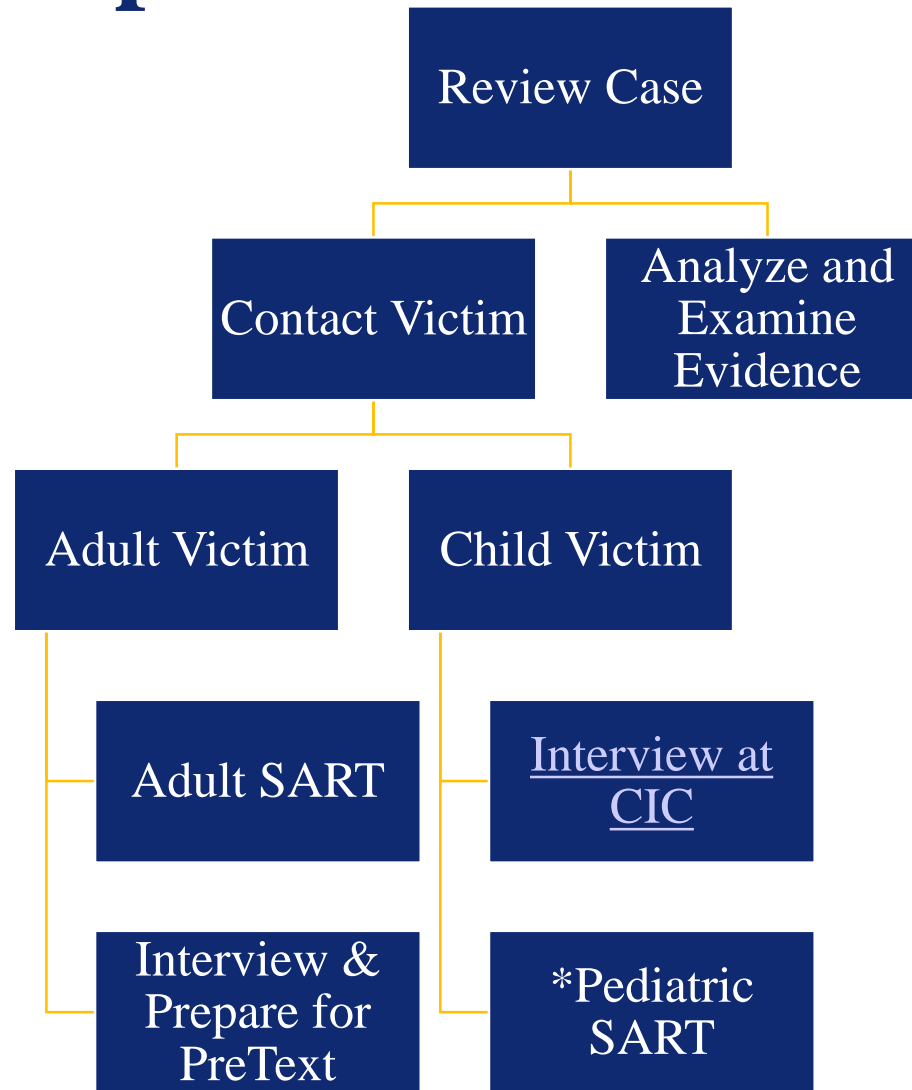 Review Case
Contact Victim
Analyze and
Examine
Evidence
Adult Victim
Child Victim
Adult SART
Interview at
CIC
Interview &
Prepare for
PreText
*Pediatric
SART